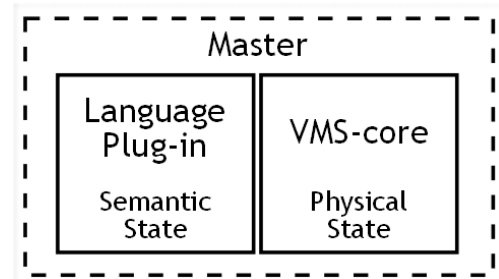 Master
Language
Plug-in
Semantic
State
VMS-core
Physical
State